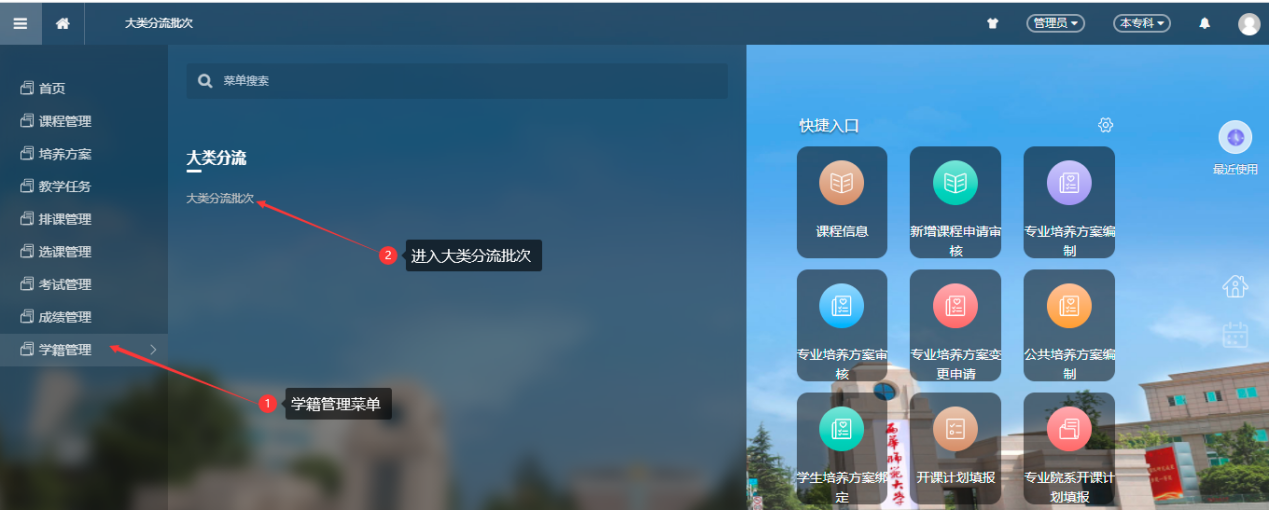 大类分流批次
管理员
本专科
首页
课程管理
培养方案
教学任务
排课管理
选课管理
考试管理
成绩管理
学籍管理
菜单搜索
大类分流
大类分流批次
2
进入大类分流批次
1
学籍管理菜单
快捷入口
最近使用
课程信息
新增课程申请审
核
专业培养方案编
制
专业培养方案审
核
专业培养方案变
更申请
公共培养方案编
制
学生培养方案绑
定
开课计划填报
专业院系开课计
划填报
西华师范大学